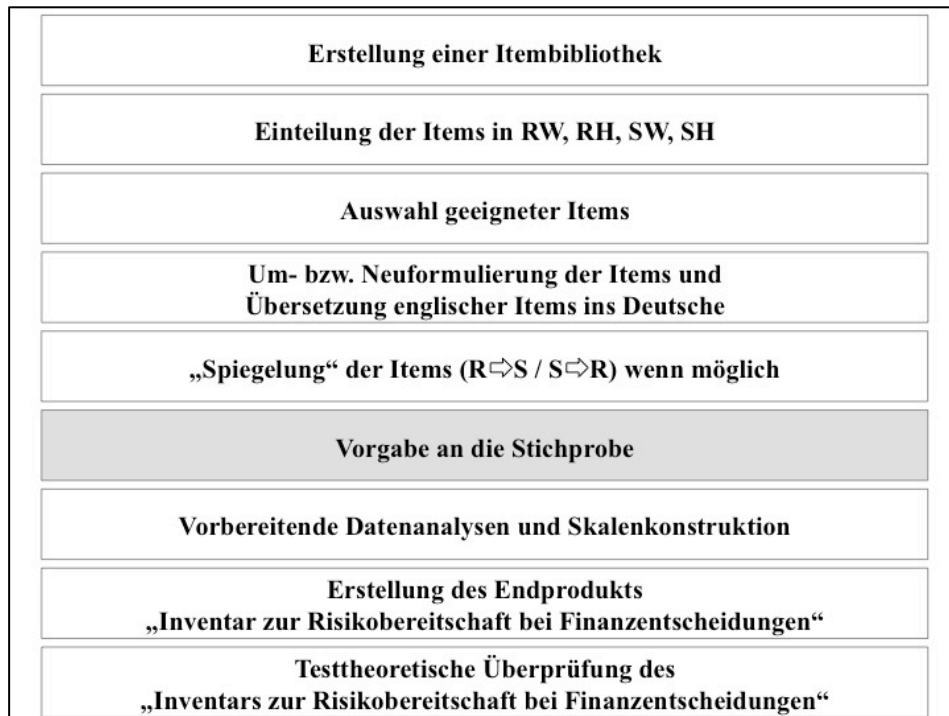 Erstellung einer Itembibliothek
Einteilung der Items in RW, RH, SW, SH
Auswahl geeigneter Items
Um- bzw. Neuformulierung der Items und
Übersetzung englischer Items ins Deutsche
„Spiegelung“ der Items (R⇨S / S⇨R) wenn möglich
Vorgabe an die Stichprobe
Vorbereitende Datenanalysen und Skalenkonstruktion
Erstellung des Endprodukts
„Inventar zur Risikobereitschaft bei Finanzentscheidungen“
Testtheoretische Überprüfung des
„Inventars zur Risikobereitschaft bei Finanzentscheidungen“